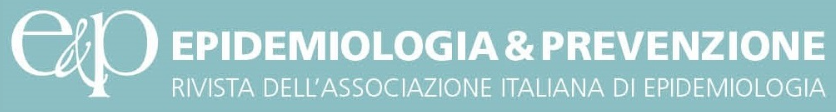 e&p
EPIDEMIOLOGIA & PREVENZIONE
RIVISTA DELL'ASSOCIAZIONE ITALIANA DI EPIDEMIOLOGIA